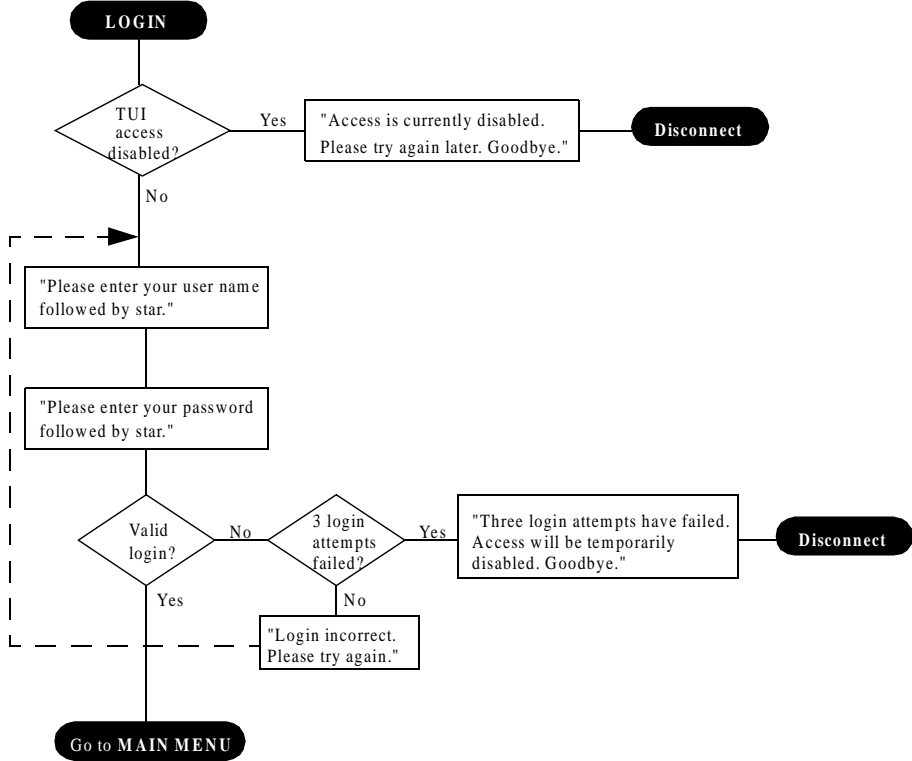 LOGIN
TUI
access
disabled?
Yes
"Access is currently disabled.
Please try again later. Goodbye."
Disconnect
No
"Please enter your user name
followed by star."
"Please enter your password
followed by star."
Valid
login?
No
3 login
attempts
failed?
Yes
"Three login attempts have failed.
Access will be temporarily
disabled. Goodbye."
Disconnect
Yes
No
"Login incorrect.
Please try again."
Go to MAIN MENU